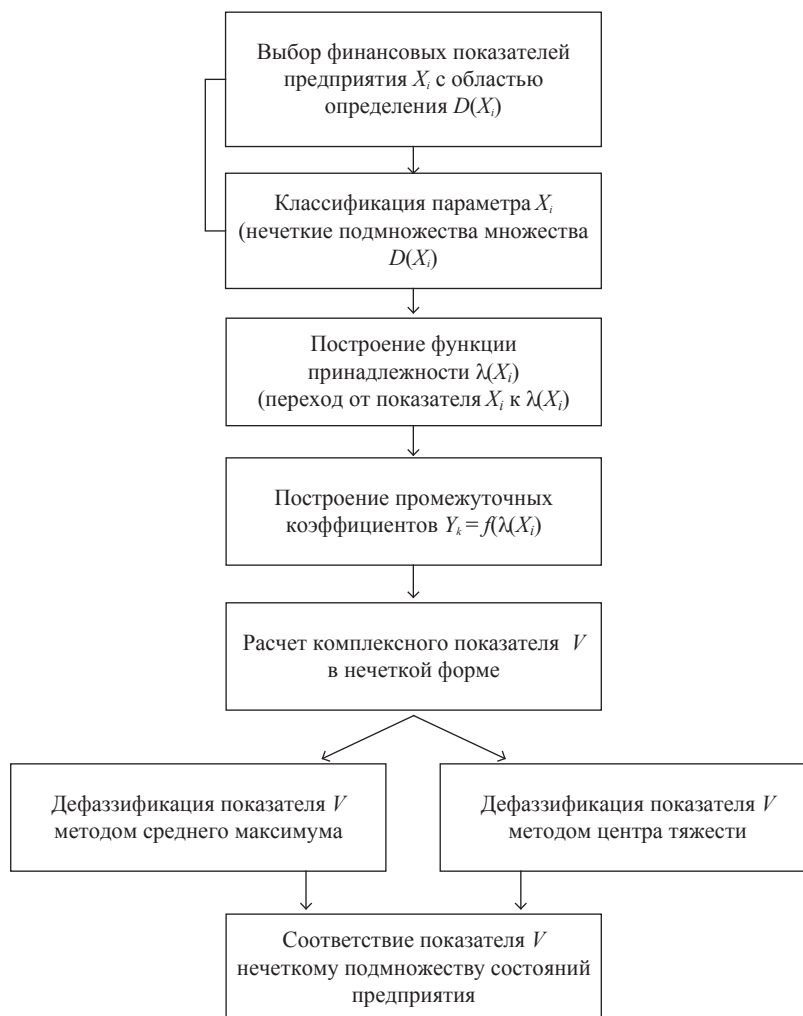 Выбор финансовых показателей
предприятия Xᵢ с областью
определения D(Xᵢ)
Классификация параметра Xᵢ
(нечеткие подмножества множества
D(Xᵢ)
Построение функции
принадлежности λ(Xᵢ)
(переход от показателя Xᵢ к λ(Xᵢ)
Построение промежуточных
коэффициентов Yₖ = f(λ(Xᵢ)
Расчет комплексного показателя V
в нечеткой форме
Дефаззификация показателя V
методом среднего максимума
Дефаззификация показателя V
методом центра тяжести
Соответствие показателя V
нечеткому подмножеству состояний
предприятия